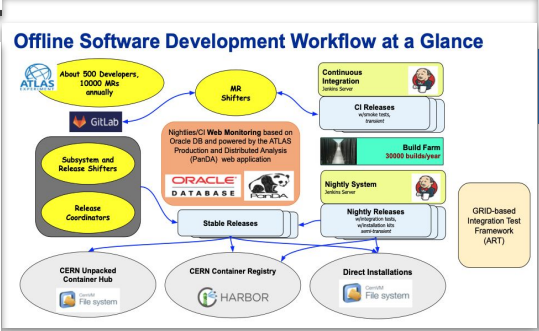 Offline Software Development Workflow at a Glance
ATLAS
EXPERIMENT
About 500 Developers,
10000 MRs
annually
MR
Shifters
Continuous
Integration
Jenkins Server
GitLab
CI Releases
w/smoke tests,
transient
Nightlies/CI Web Monitoring based on
Oracle DB and powered by the ATLAS
Production and Distributed Analysis
(PanDA) web application
ORACLE
DATABASE
PanDA
Build Farm
30000 builds/year
Subsystem and
Release Shifters
Release
Coordinators
Nightly System
Jenkins Server
Stable Releases
Nightly Releases
w/integration tests,
w/installation kits
semi-transient
GRID-based
Integration Test
Framework
(ART)
CERN Unpacked
Container Hub
CernVM
File system
CERN Container Registry
HARBOR
Direct Installations
CernVM
File system